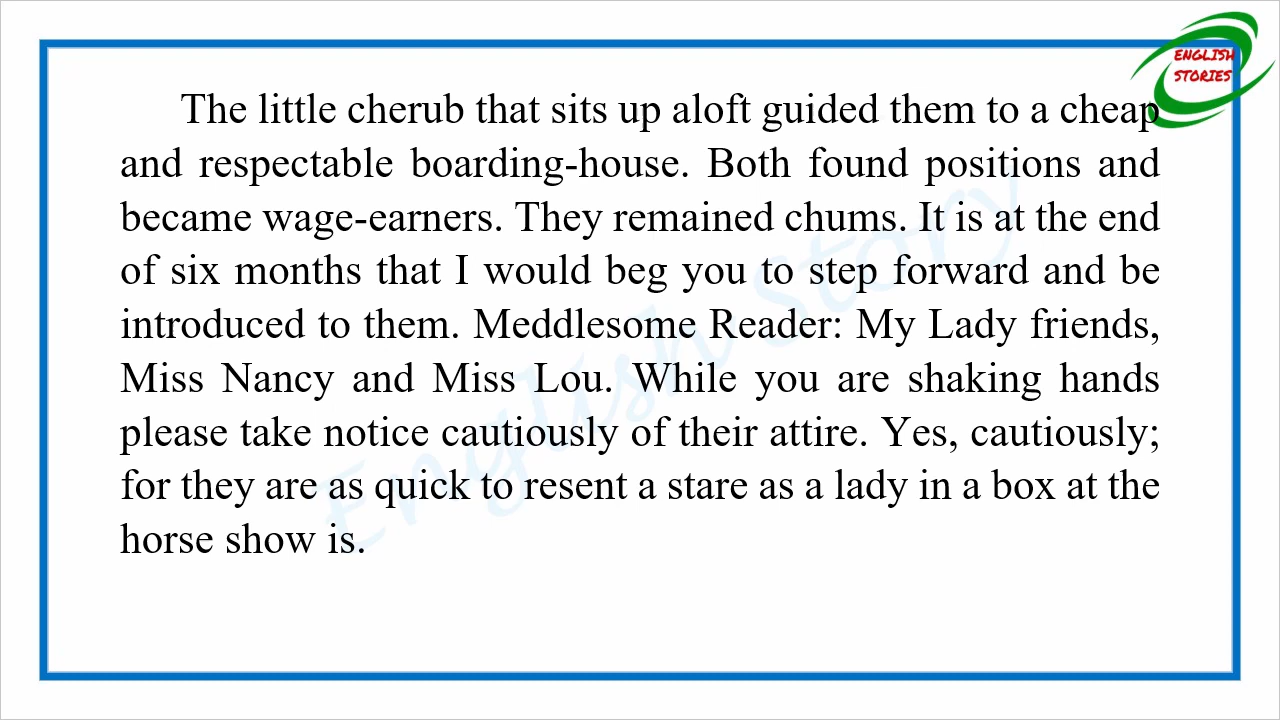 ENGLISH
STORIES
The little cherub that sits up aloft guided them to a cheap
and respectable boarding-house. Both found positions and
became wage-earners. They remained chums. It is at the end
of six months that I would beg you to step forward and be
introduced to them. Meddlesome Reader: My Lady friends,
Miss Nancy and Miss Lou. While you are shaking hands
please take notice cautiously of their attire. Yes, cautiously;
for they are as quick to resent a stare as a lady in a box at the
horse show is.
English Story